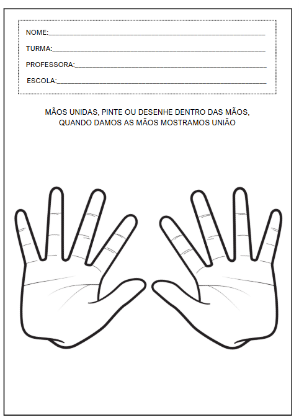 NOME:
TURMA:
PROFESSORA:
ESCOLA:
MÃOS UNIDAS, PINTE OU DESENHE DENTRO DAS MÃOS,
QUANDO DAMOS AS MÃOS MOSTRAMOS UNIÃO